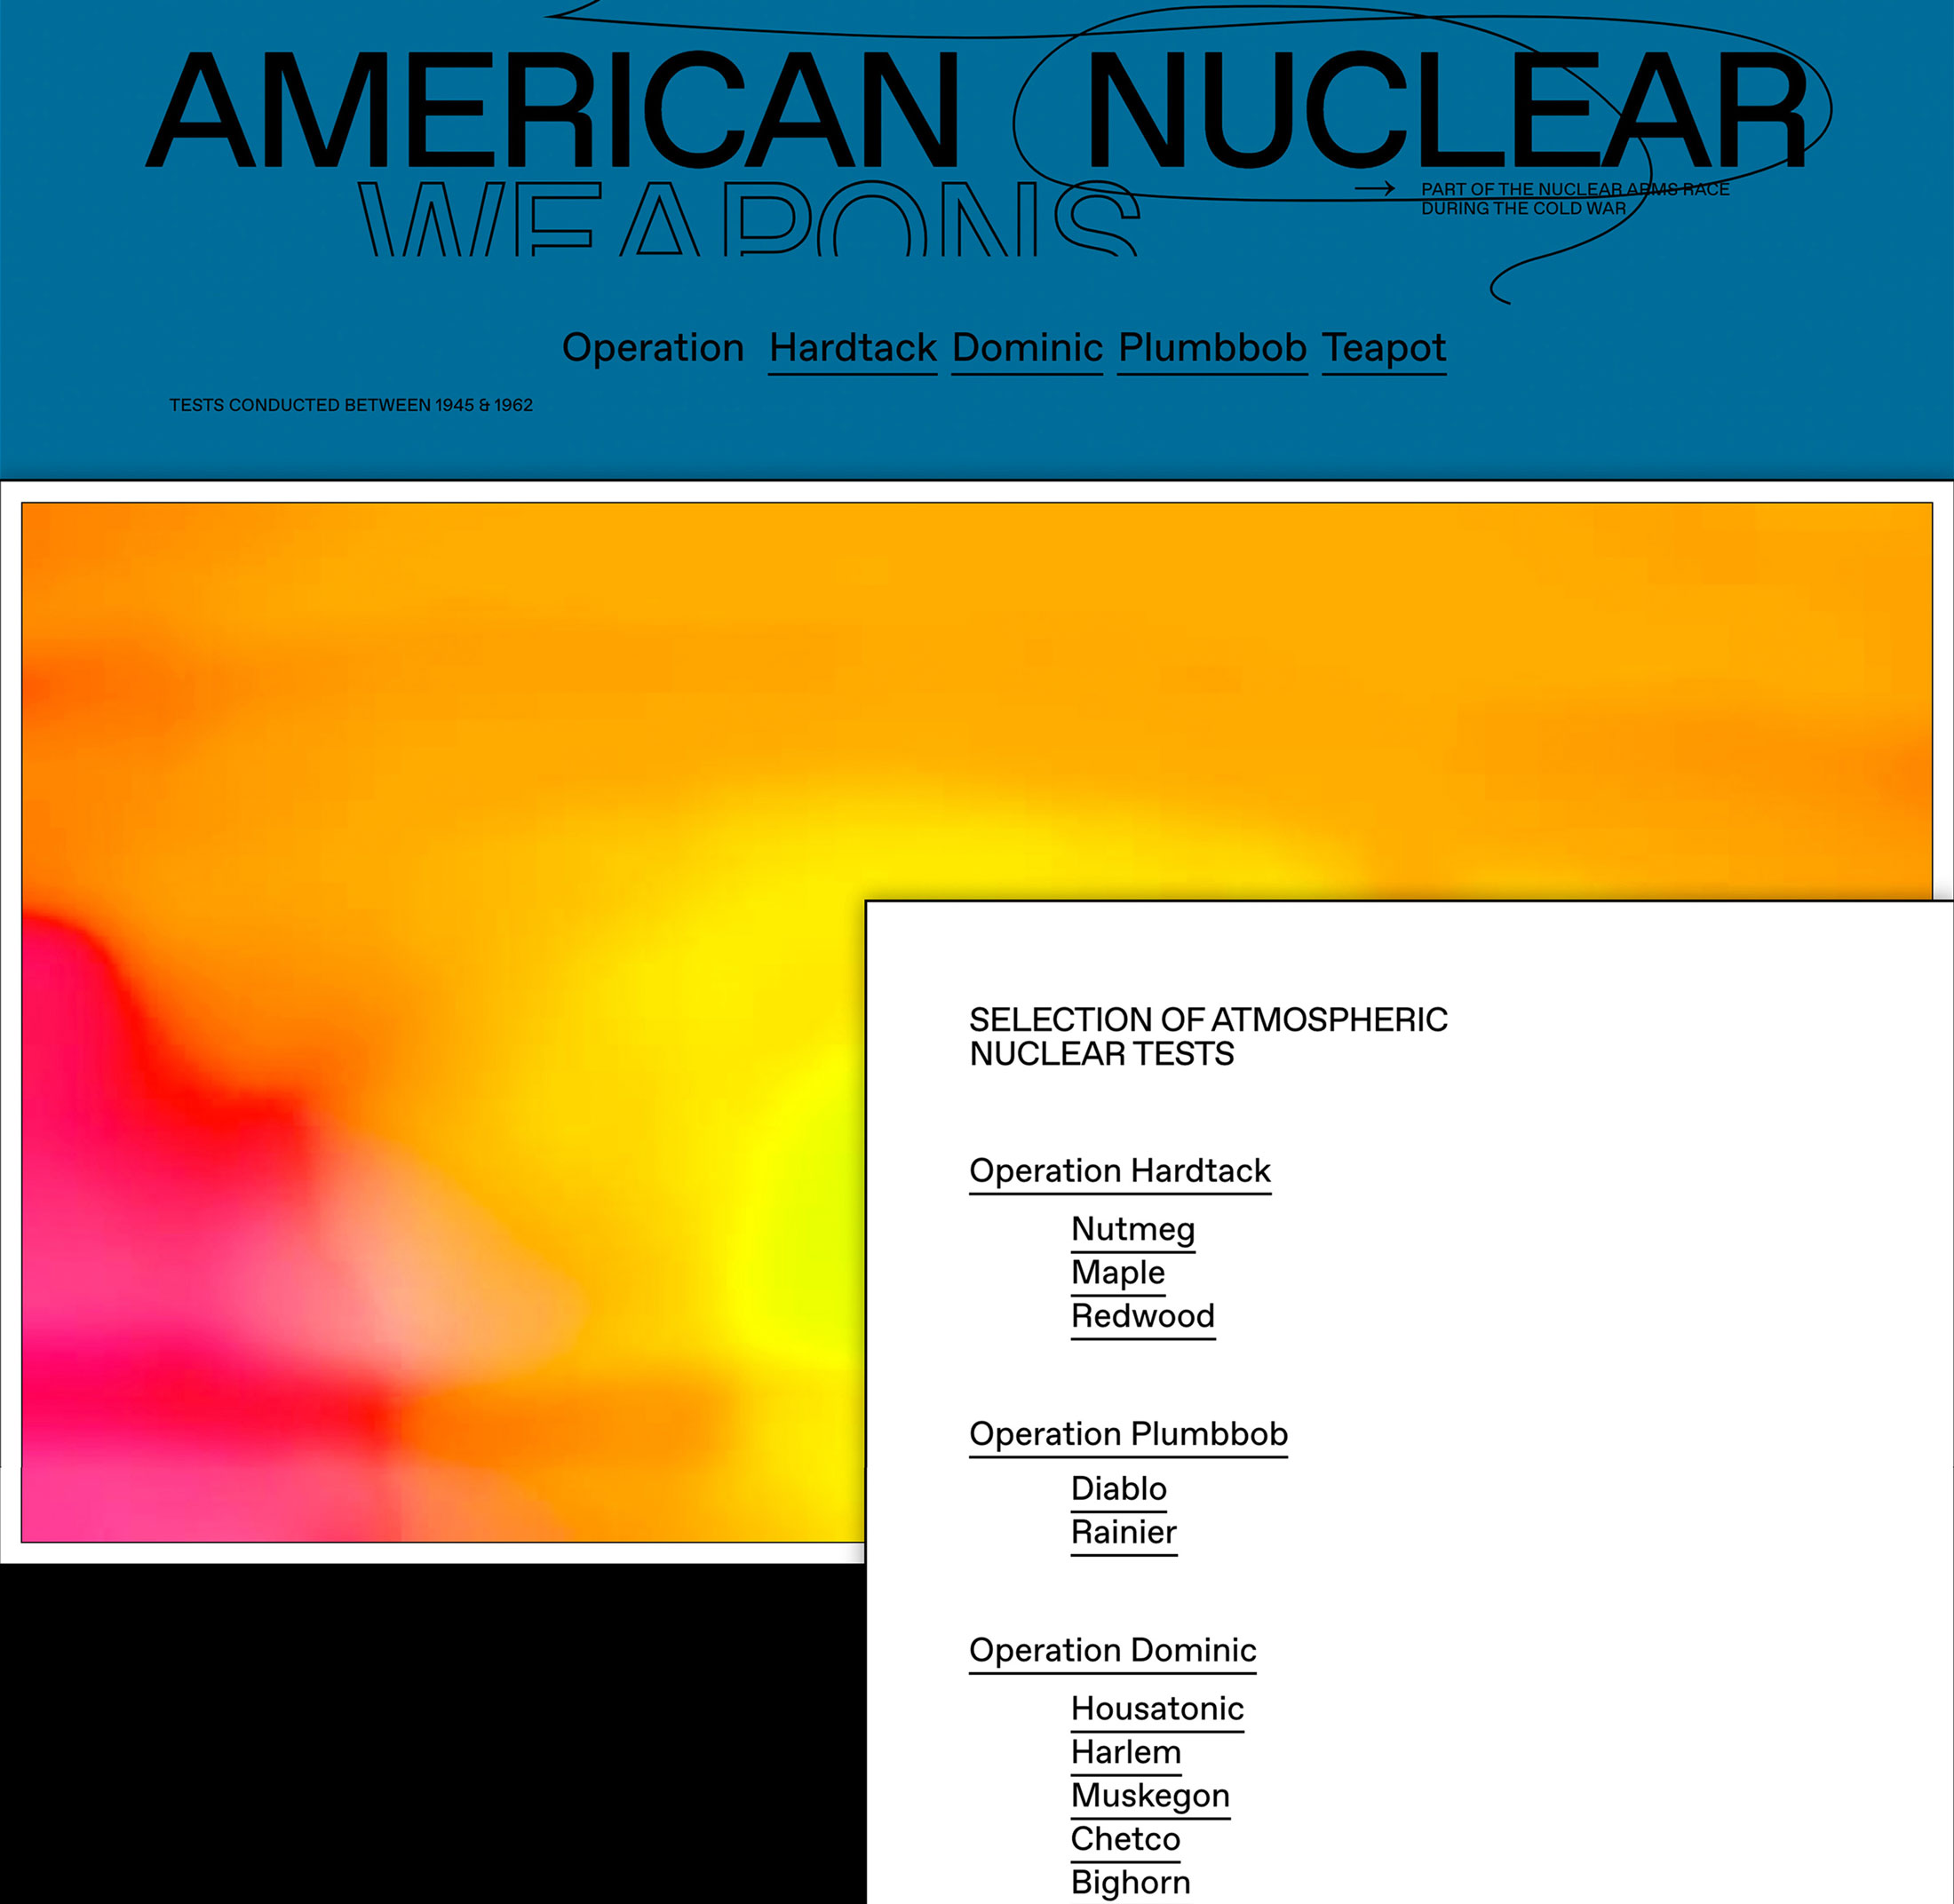 AMERICAN NUCLEAR
WEAPONS
→ PART OF THE NUCLEAR ARMS RACE
DURING THE COLD WAR
Operation Hardtack Dominic Plumbbob Teapot
TESTS CONDUCTED BETWEEN 1945 & 1962
SELECTION OF ATMOSPHERIC
NUCLEAR TESTS
Operation Hardtack
Nutmeg
Maple
Redwood
Operation Plumbbob
Diablo
Rainier
Operation Dominic
Housatonic
Harlem
Muskegon
Chetco
Bighorn